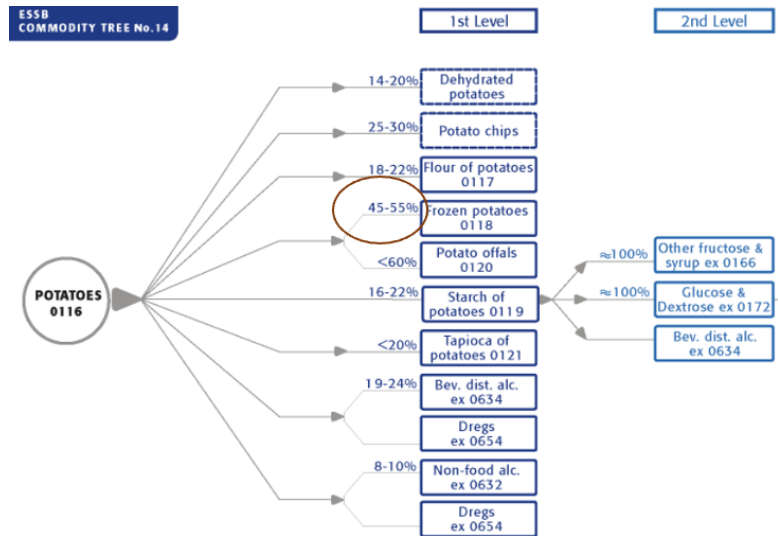 ESSB
COMMODITY TREE No.14
1st Level
2nd Level
14-20%
Dehydrated
potatoes
25-30%
Potato chips
18-22%
Flour of potatoes
0117
45-55%
Frozen potatoes
0118
<60%
Potato offals
0120
≈100%
Other fructose &
syrup ex 0166
POTATOES
0116
16-22%
Starch of
potatoes 0119
≈100%
Glucose &
Dextrose ex 0172
<20%
Tapioca of
potatoes 0121
Bev. dist. alc.
ex 0634
19-24%
Bev. dist. alc.
ex 0634
Dregs
ex 0654
8-10%
Non-food alc.
ex 0632
Dregs
ex 0654